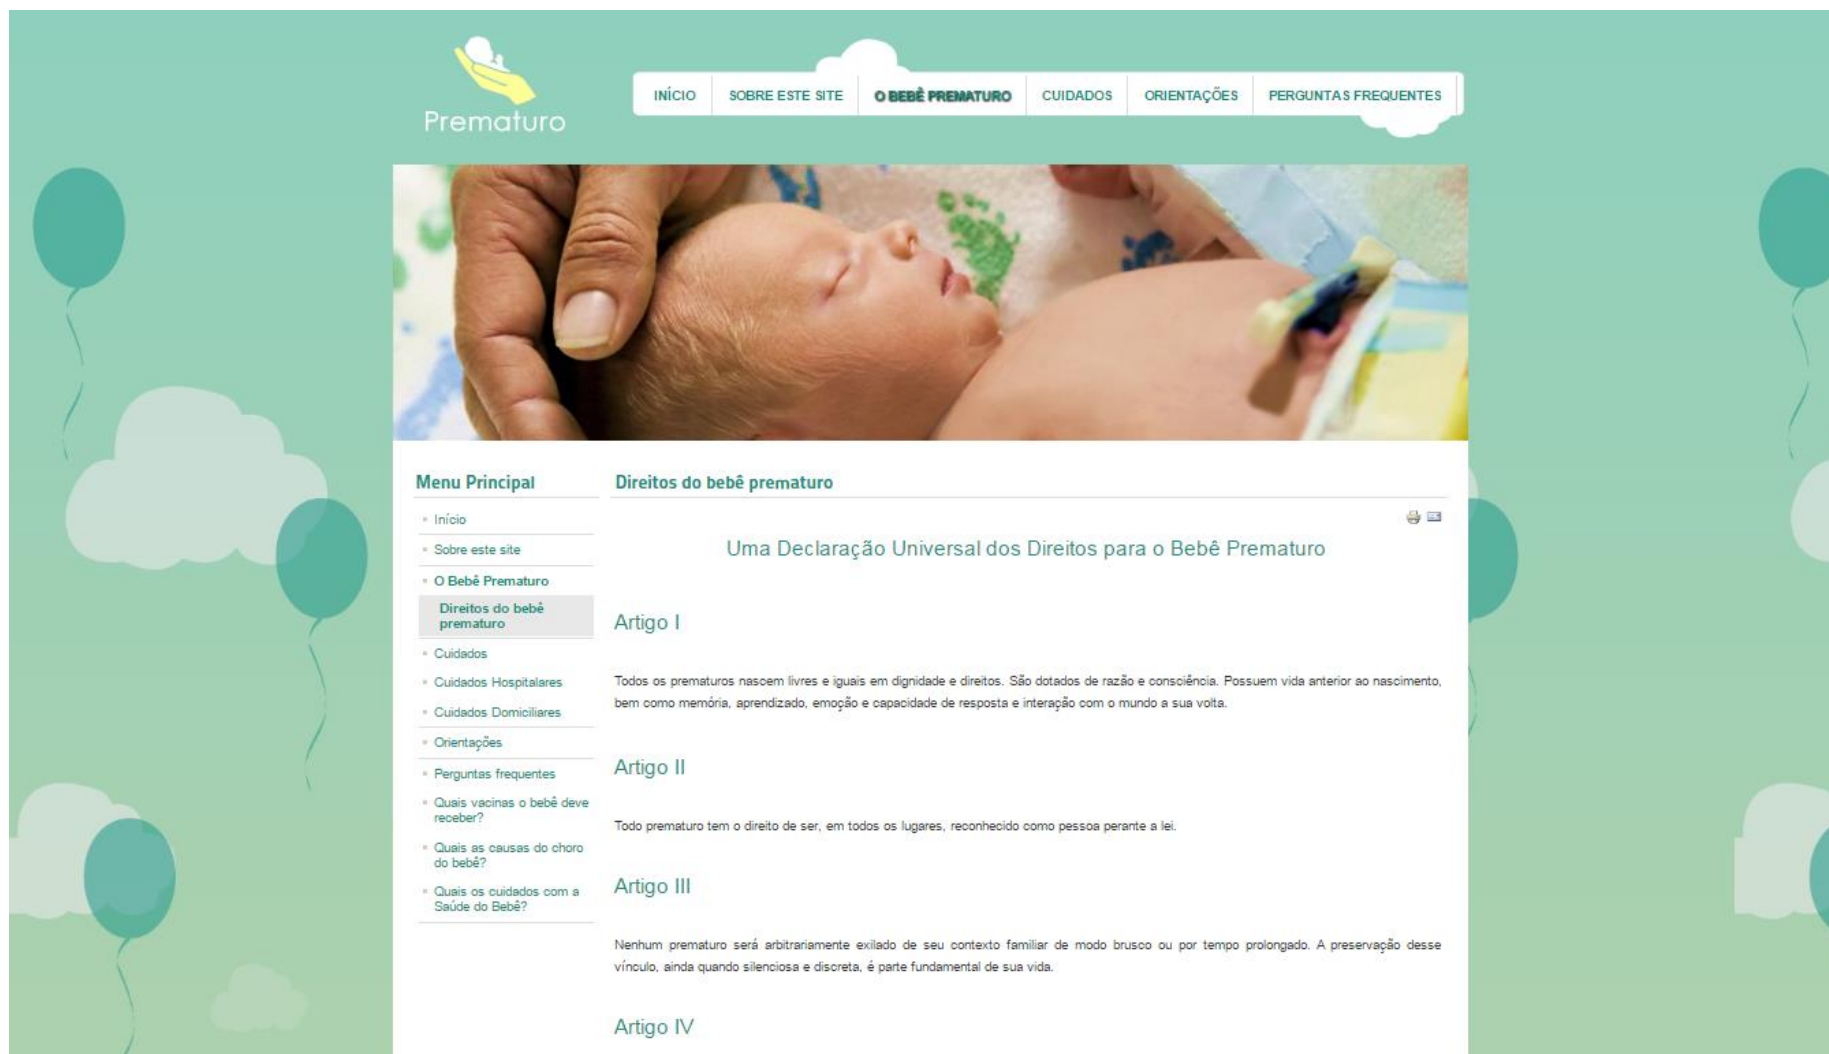 Prematuro
INÍCIO
SOBRE ESTE SITE
O BEBÊ PREMATURO
CUIDADOS
ORIENTAÇÕES
PERGUNTAS FREQUENTES
Menu Principal
Início
Sobre este site
O Bebê Prematuro
Direitos do bebê
prematuro
Cuidados
Cuidados Hospitalares
Cuidados Domiciliares
Orientações
Perguntas frequentes
Quais vacinas o bebê deve
receber?
Quais as causas do choro
do bebê?
Quais os cuidados com a
Saúde do Bebê?
Direitos do bebê prematuro
Uma Declaração Universal dos Direitos para o Bebê Prematuro
Artigo I
Todos os prematuros nascem livres e iguais em dignidade e direitos. São dotados de razão e consciência. Possuem vida anterior ao nascimento,
bem como memória, aprendizado, emoção e capacidade de resposta e interação com o mundo a sua volta.
Artigo II
Todo prematuro tem o direito de ser, em todos os lugares, reconhecido como pessoa perante a lei.
Artigo III
Nenhum prematuro será arbitrariamente exilado de seu contexto familiar de modo brusco ou por tempo prolongado. A preservação desse
vínculo, ainda quando silenciosa e discreta, é parte fundamental de sua vida.
Artigo IV